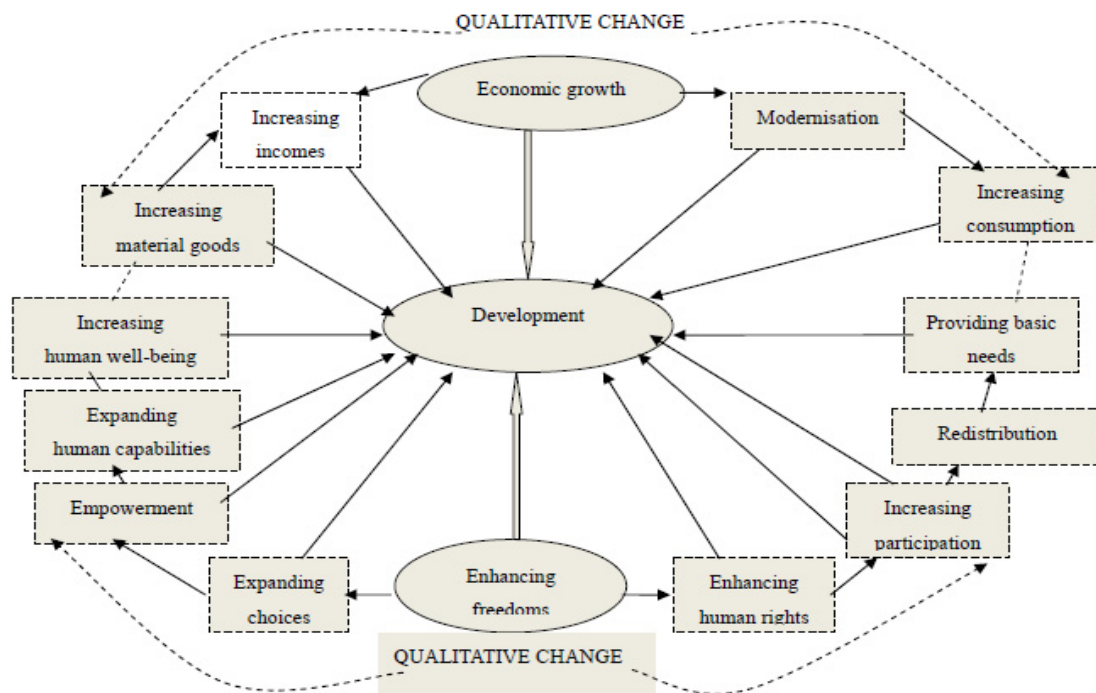 QUALITATIVE CHANGE
Economic growth
Increasing
incomes
Modernisation
Increasing
material goods
Increasing
consumption
Development
Increasing
human well-being
Providing basic
needs
Expanding
human capabilities
Redistribution
Empowerment
Increasing
participation
Expanding
choices
Enhancing
freedoms
Enhancing
human rights
QUALITATIVE CHANGE